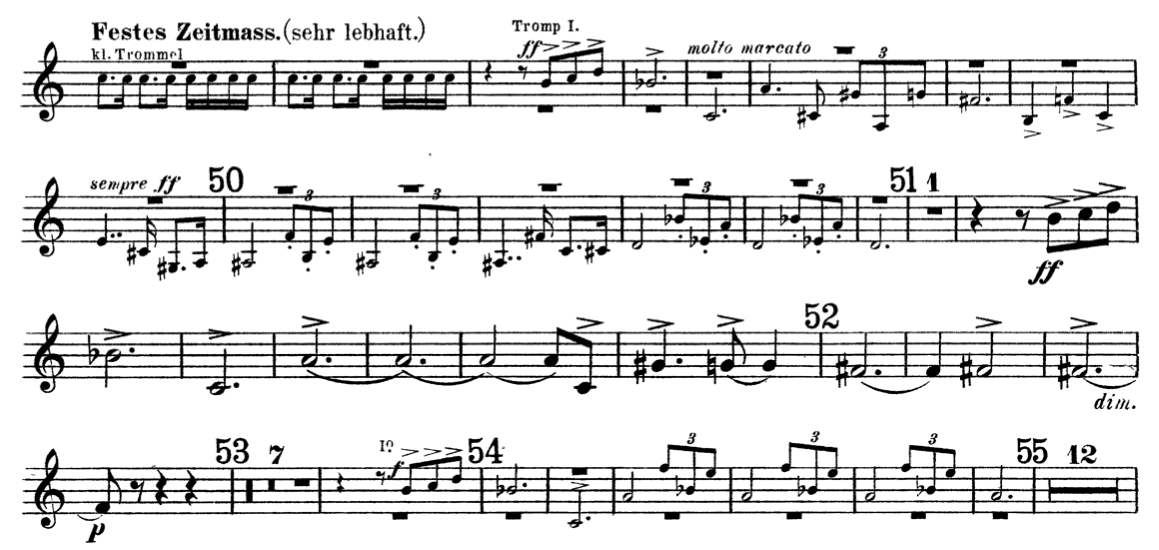 Festes Zeitmass. (sehr lebhaft.)
kl. Trommel
Tromp I.
ff
molto marcato
3
sempre ff
50
3
3
3
3
51
1
ff
52
dim.
p
53
7
Iº
f
54
3
3
3
55
12